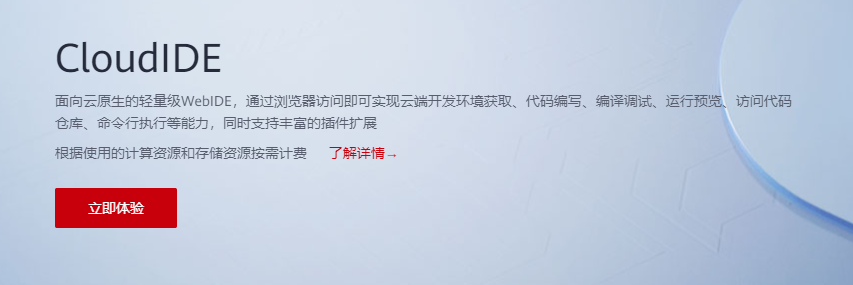 CloudIDE
面向云原生的轻量级WebIDE，通过浏览器访问即可实现云端开发环境获取、代码编写、编译调试、运行预览、访问代码
仓库、命令行执行等能力，同时支持丰富的插件扩展
根据使用的计算资源和存储资源按需计费 了解详情→
立即体验